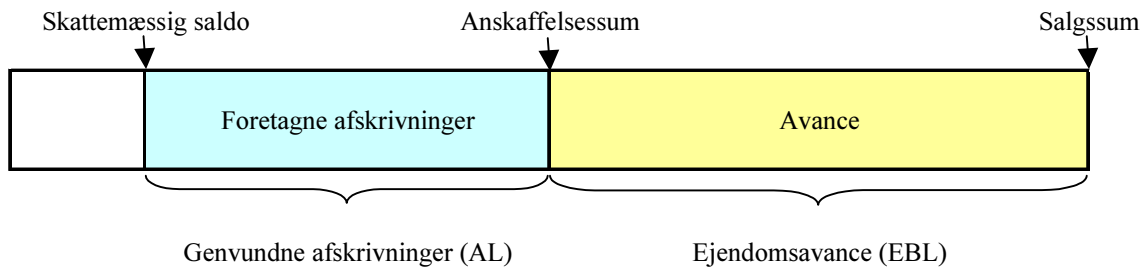 Skattemæssig saldo Anskaffelsessum Salgssum
Foretagne afskrivninger Avance
Genvundne afskrivninger (AL) Ejendomsavance (EBL)